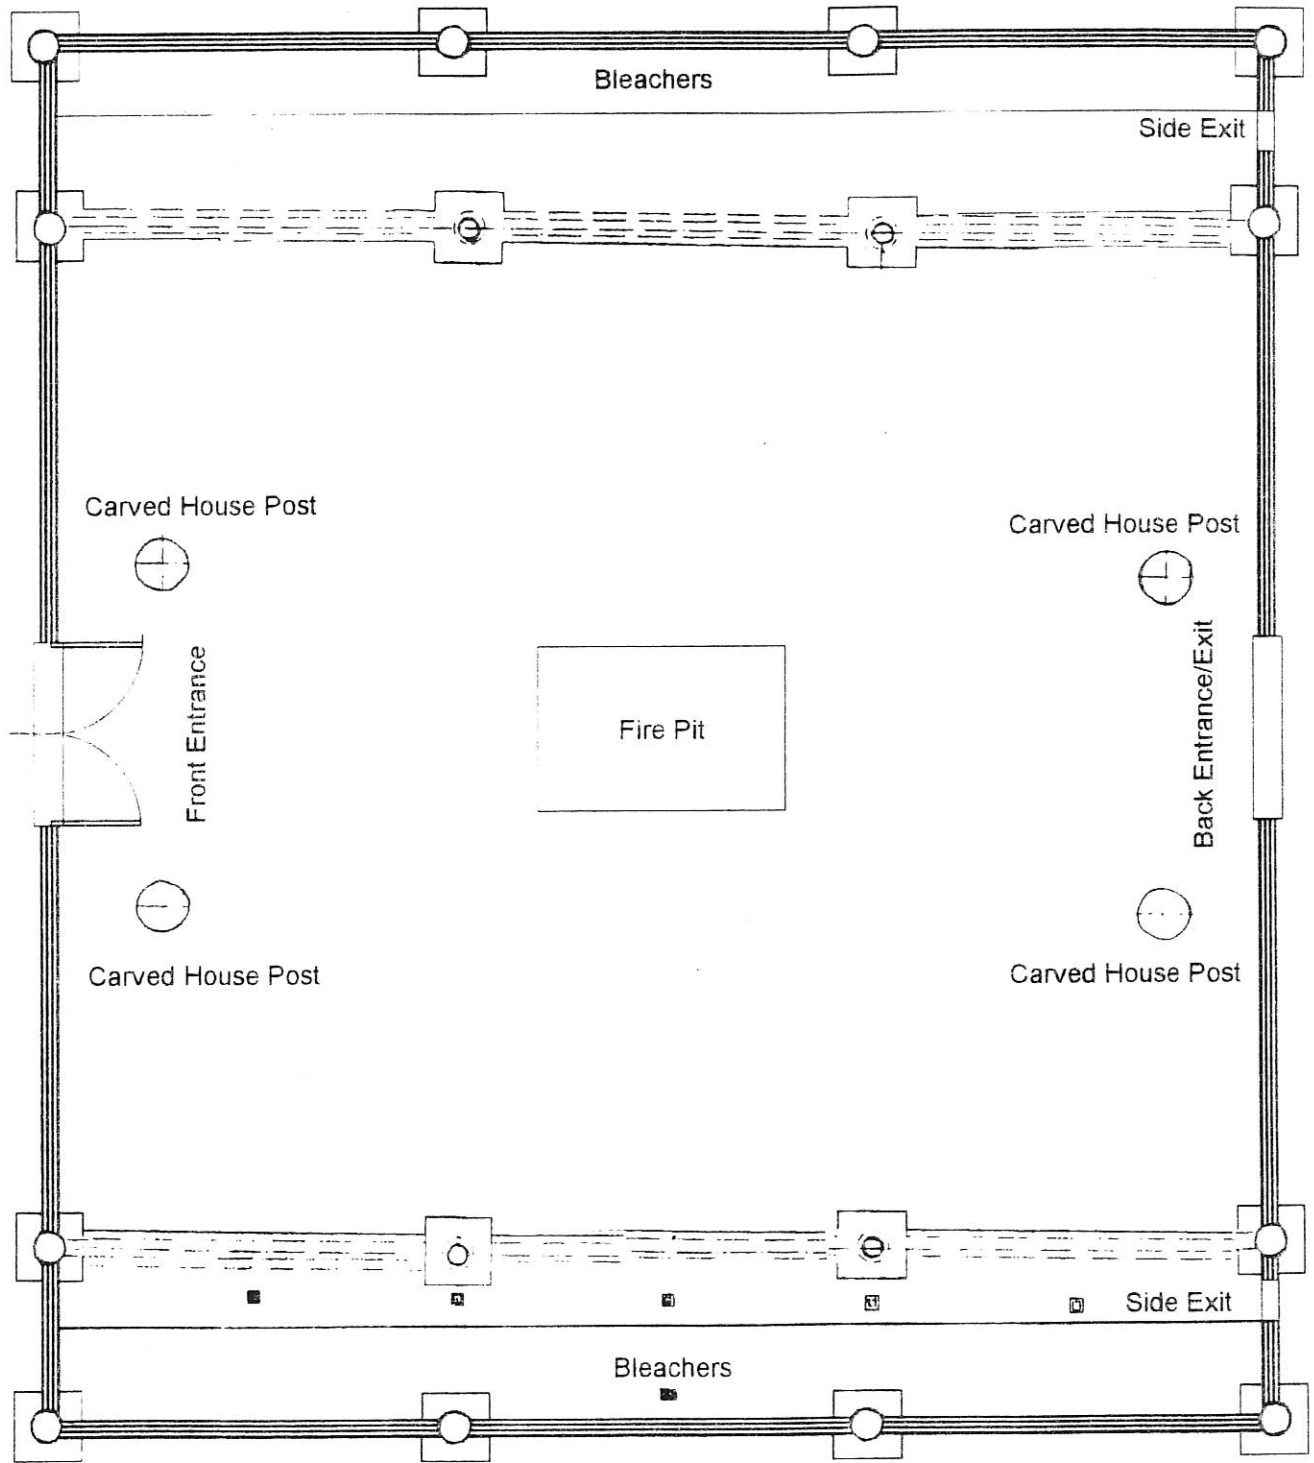 Bleachers
Side Exit
Carved House Post
Carved House Post
Front Entrance
Fire Pit
Back Entrance/Exit
Carved House Post
Carved House Post
Side Exit
Bleachers